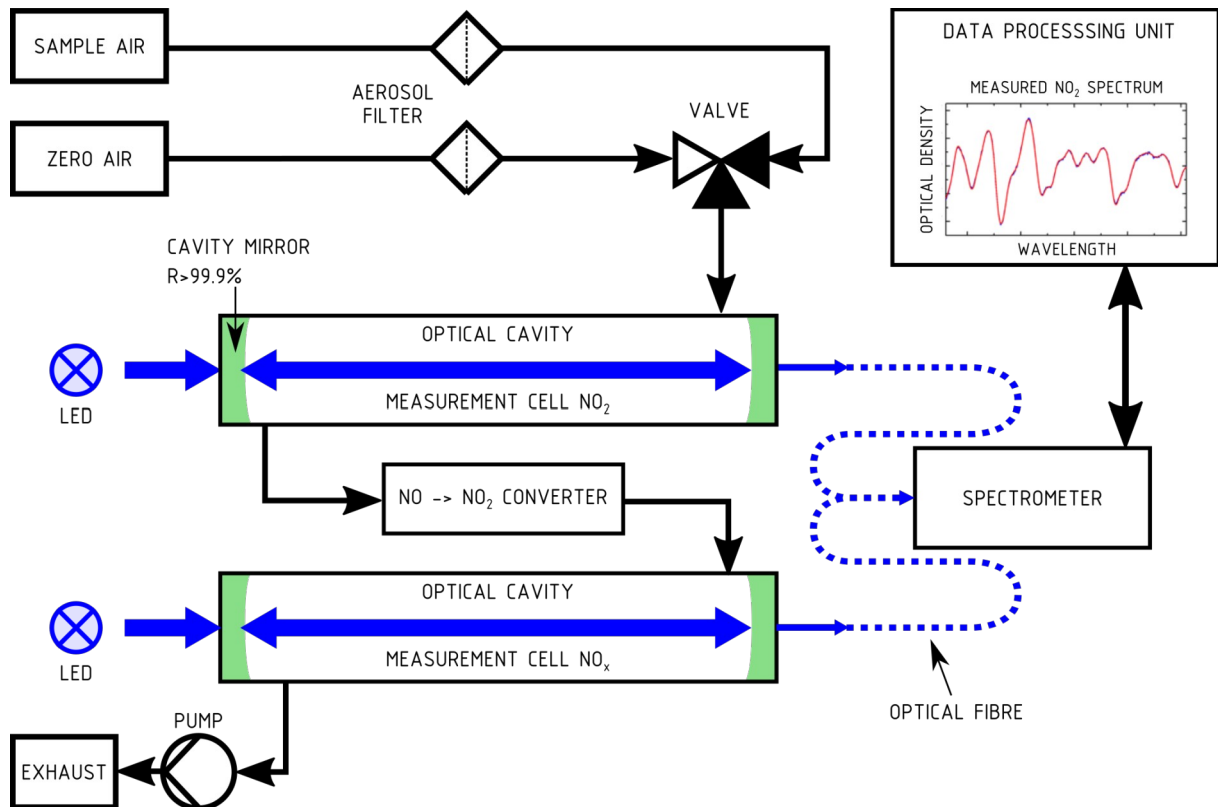 SAMPLE AIR
ZERO AIR
AEROSOL
FILTER
VALVE
DATA PROCESSSING UNIT
MEASURED NO₂ SPECTRUM
OPTICAL DENSITY
WAVELENGTH
CAVITY MIRROR
R>99.9%
LED
OPTICAL CAVITY
MEASUREMENT CELL NO₂
NO -> NO₂ CONVERTER
SPECTROMETER
LED
OPTICAL CAVITY
MEASUREMENT CELL NOₓ
OPTICAL FIBRE
PUMP
EXHAUST